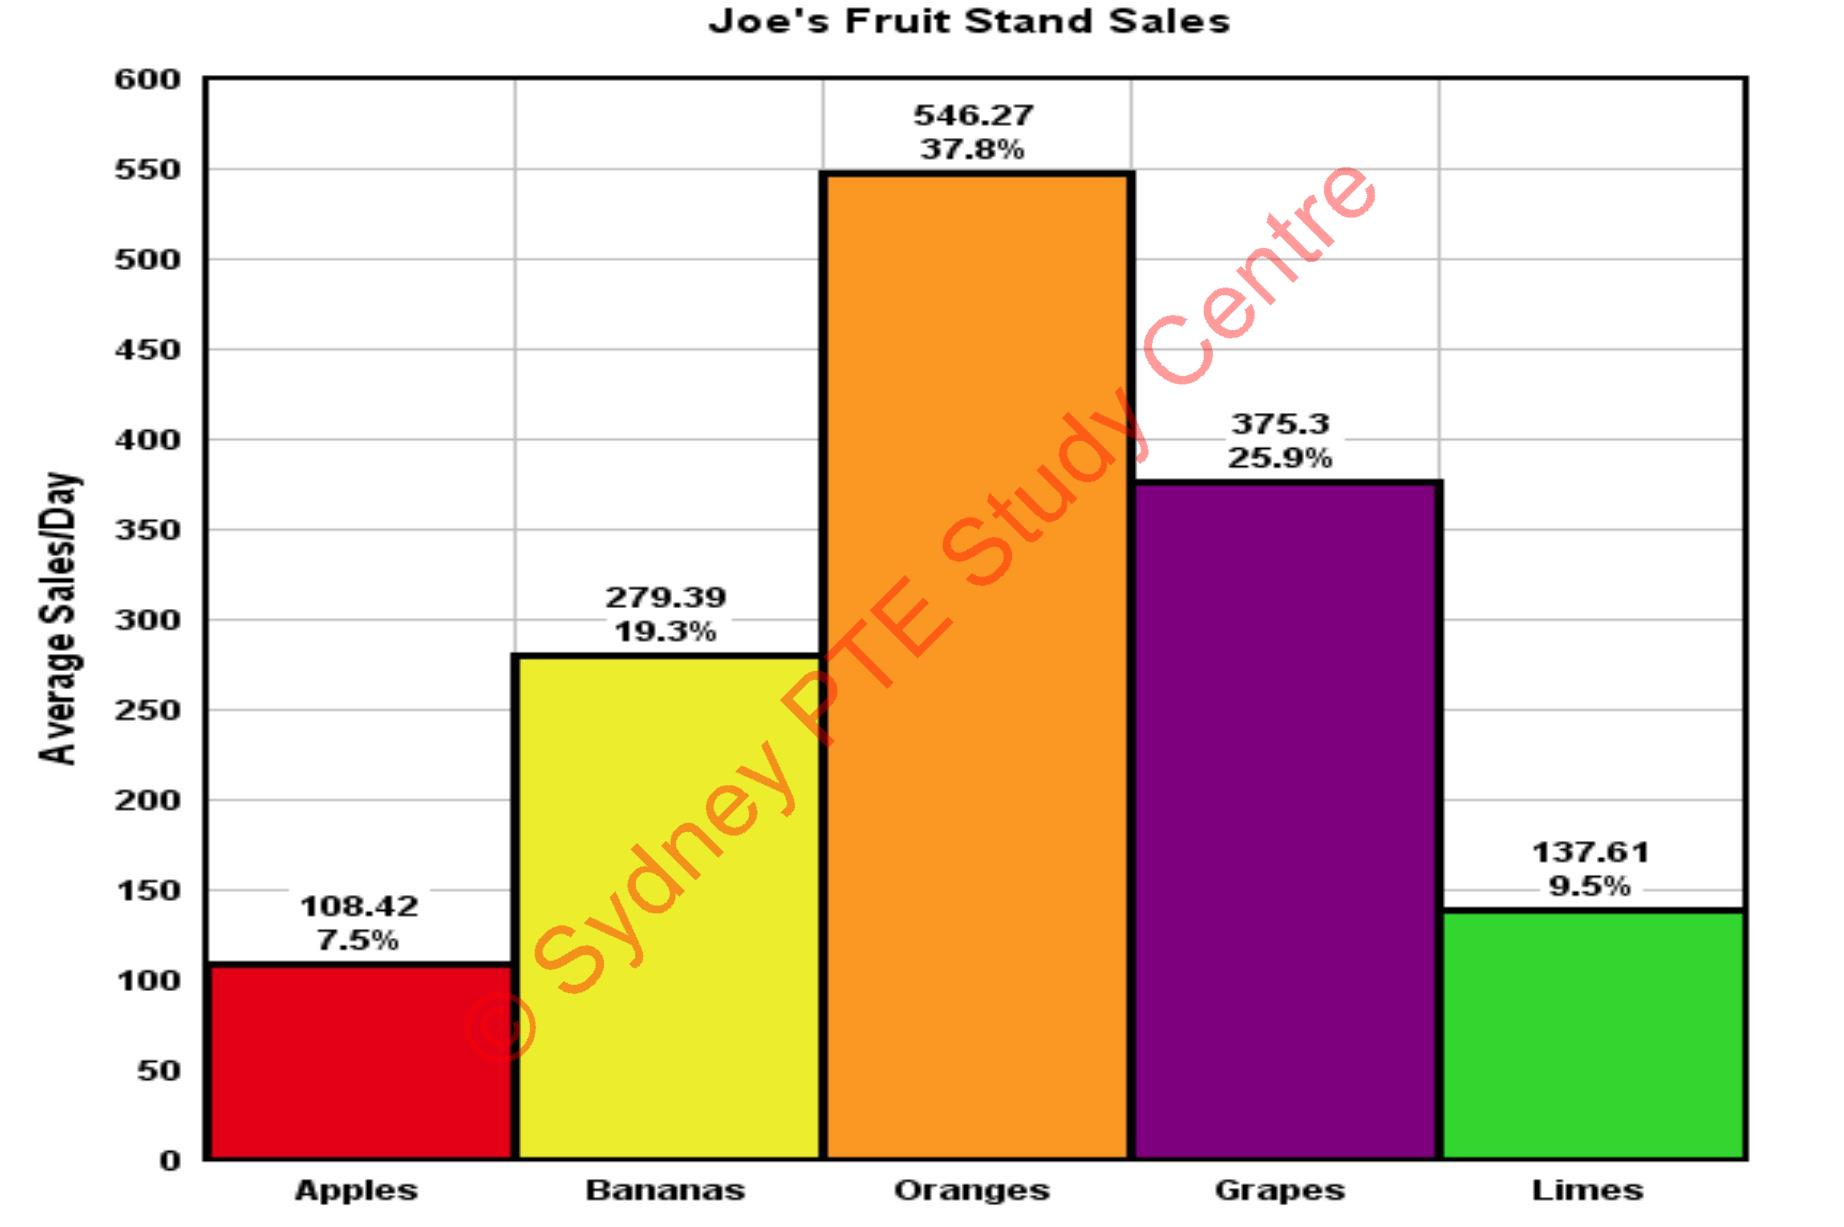 Joe's Fruit Stand Sales
600
550
500
450
400
350
300
250
200
150
100
50
0
Average Sales/Day
108.42
7.5%
279.39
19.3%
546.27
37.8%
375.3
25.9%
137.61
9.5%
Apples
Bananas
Oranges
Grapes
Limes
© Sydney PTE Study Centre